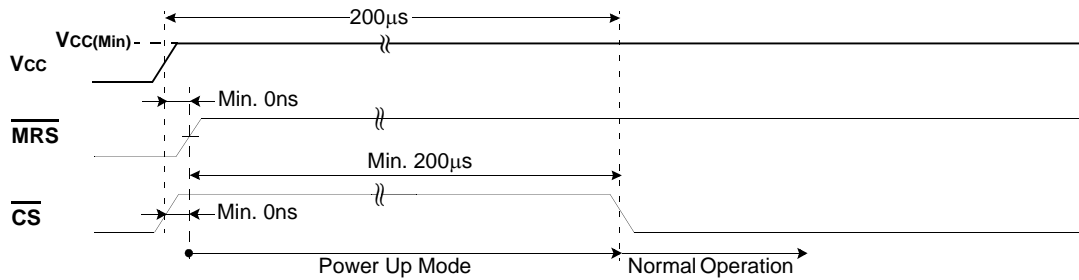 200μs
VCC(Min)
VCC
Min. 0ns
MRS
Min. 200μs
CS
Min. 0ns
Power Up Mode
Normal Operation